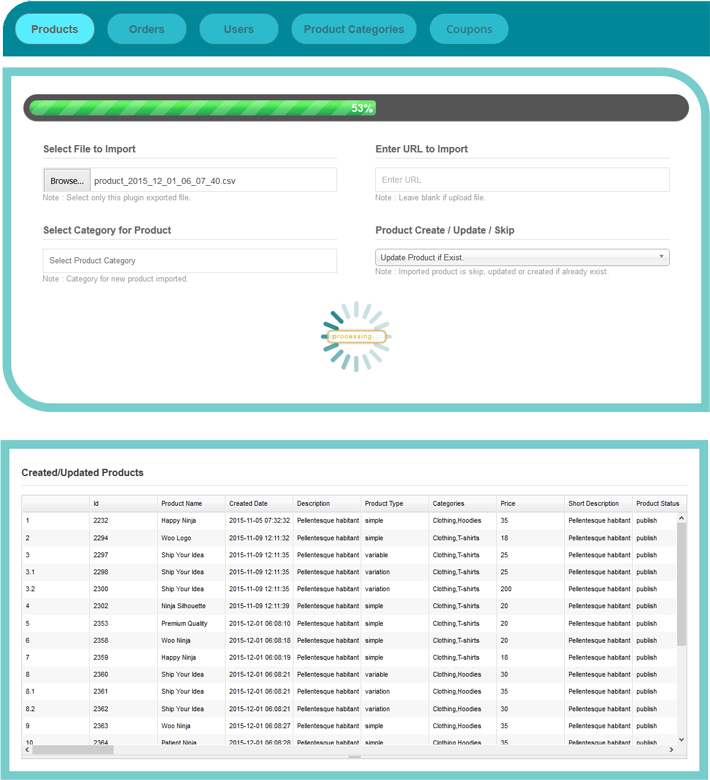 Products Orders Users Product Categories Coupons
53%
Select File to Import Enter URL to Import
Browse... product_2015_12_01_06_07_40.csv Enter URL
Note : Select only this plugin exported file. Note : Leave blank if upload file.
Select Category for Product Product Create / Update / Skip
Select Product Category Update Product if Exist.
Note : Category for new product imported. Note : Imported product is skip, updated or created if already exist.
processing...
Created/Updated Products
Id Product Name Created Date Description Product Type Categories Price Short Description Product Status
1 2232 Happy Ninja 2015-11-05 07:32:32 Pellentesque habitant simple Clothing,Hoodies 35 Pellentesque habitant publish
2 2294 Woo Logo 2015-11-09 12:11:32 Pellentesque habitant simple Clothing,T-shirts 18 Pellentesque habitant publish
3 2297 Ship Your Idea 2015-11-09 12:11:35 Pellentesque habitant variable Clothing,T-shirts 25 Pellentesque habitant publish
3.1 2298 Ship Your Idea 2015-11-09 12:11:35 Pellentesque habitant variation Clothing,T-shirts 25 Pellentesque habitant publish
3.2 2300 Ship Your Idea 2015-11-09 12:11:35 Pellentesque habitant variation Clothing,T-shirts 200 Pellentesque habitant publish
4 2302 Ninja Silhouette 2015-11-09 12:11:39 Pellentesque habitant simple Clothing,T-shirts 20 Pellentesque habitant publish
5 2353 Premium Quality 2015-12-01 06:08:10 Pellentesque habitant simple Clothing,T-shirts 20 Pellentesque habitant publish
6 2358 Woo Ninja 2015-12-01 06:08:18 Pellentesque habitant simple Clothing,T-shirts 20 Pellentesque habitant publish
7 2359 Happy Ninja 2015-12-01 06:08:19 Pellentesque habitant simple Clothing,T-shirts 18 Pellentesque habitant publish
8 2360 Ship Your Idea 2015-12-01 06:08:21 Pellentesque habitant variable Clothing,Hoodies 30 Pellentesque habitant publish
8.1 2361 Ship Your Idea 2015-12-01 06:08:21 Pellentesque habitant variation Clothing,Hoodies 35 Pellentesque habitant publish
8.2 2362 Ship Your Idea 2015-12-01 06:08:21 Pellentesque habitant variation Clothing,Hoodies 30 Pellentesque habitant publish
9 2363 Woo Ninja 2015-12-01 06:08:27 Pellentesque habitant simple Clothing,Hoodies 35 Pellentesque habitant publish
10 2364 Patient Ninja 2015-12-01 06:08:28 Pellentesque habitant simple Clothing,Hoodies 35 Pellentesque habitant publish